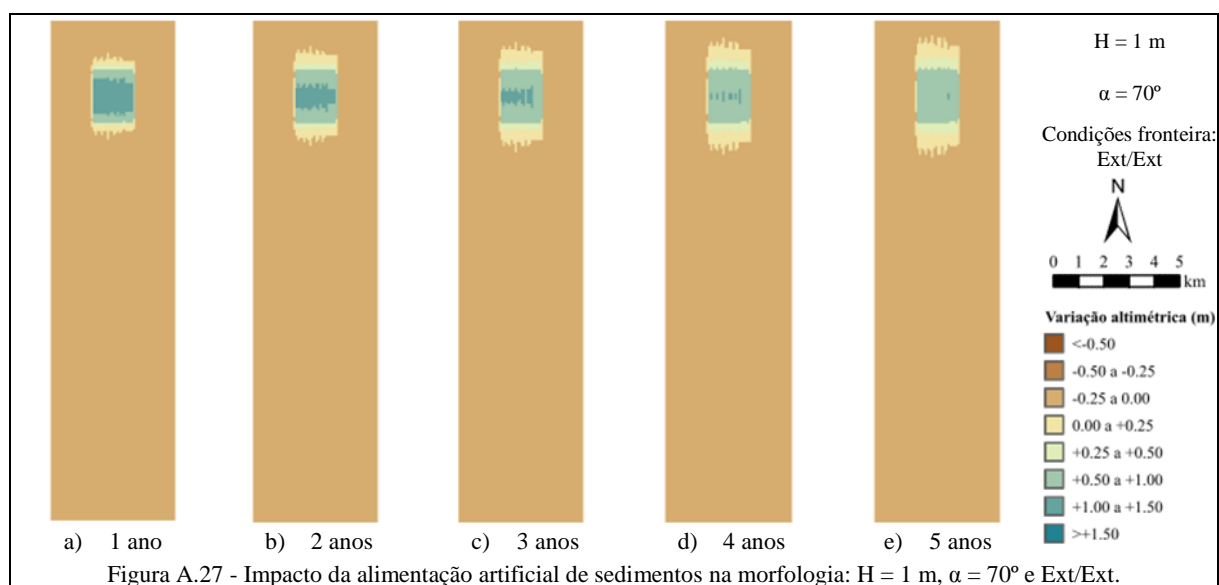 H = 1 m
α = 70º
Condições fronteira:
Ext/Ext
N
0 1 2 3 4 5
km
Variação altimétrica (m)
<-0.50
-0.50 a -0.25
-0.25 a 0.00
0.00 a +0.25
+0.25 a +0.50
+0.50 a +1.00
+1.00 a +1.50
>+1.50
a) 1 ano
b) 2 anos
c) 3 anos
d) 4 anos
e) 5 anos
Figura A.27 - Impacto da alimentação artificial de sedimentos na morfologia: H = 1 m, α = 70º e Ext/Ext.